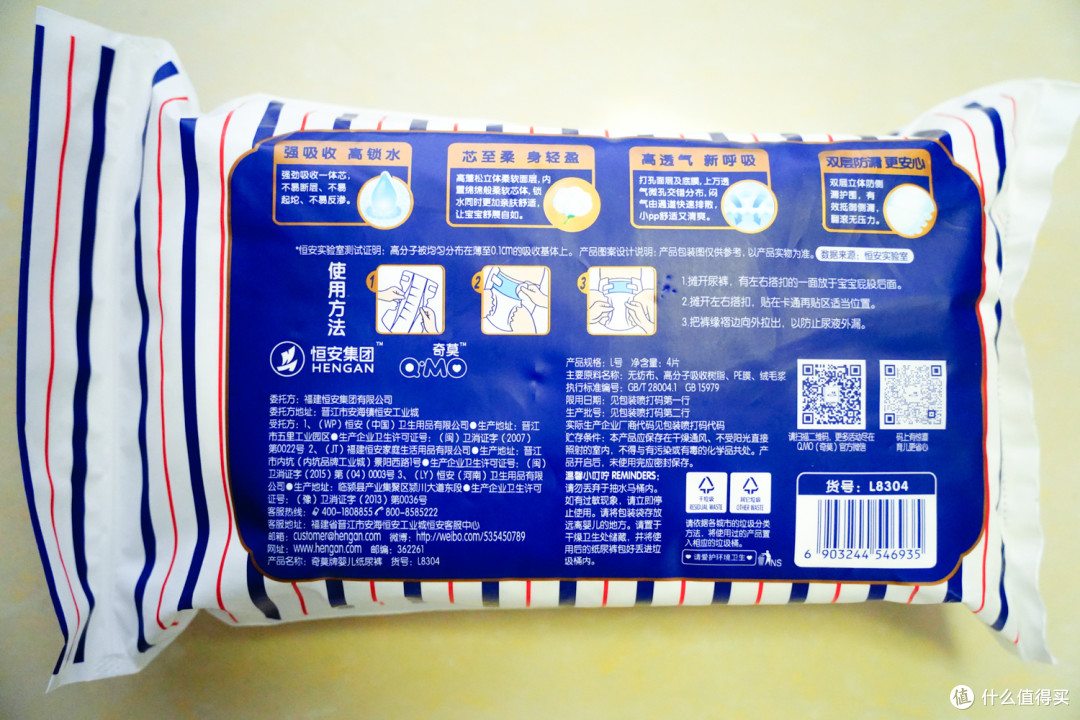 强吸收 高锁水
强劲吸收一体芯，
不易断层、不易
起坨、不易反渗。
芯至柔 身轻盈
高蓬松立体柔软面层，内
置绵绵般柔软芯体，锁
水同时更加亲肤舒适，
让宝宝舒展自如。
高透气 新呼吸
打孔面层及底膜，上万透
气微孔交错分布，闷
气由通道快速排散，
小pp舒适又清爽。
双层防漏 更安心
双层立体防侧
漏护围，有
效抵御侧漏，
翻滚无压力。
*恒安实验室测试证明：高分子被均匀分布在薄至0.1cm的吸收基体上。 产品图案设计说明：产品包装图仅供参考，以产品实物为准。 数据来源：恒安实验室
使用方法
1
2
3
1.摊开尿裤，有左右搭扣的一面放于宝宝屁股后面。
2.摊开左右搭扣，贴在卡通再贴区适当位置。
3.把裤缘褶边向外拉出，以防止尿液外漏。
恒安集团™
HENGAN
奇莫™
Q·MO
委托方：福建恒安集团有限公司
委托方地址：晋江市安海镇恒安工业城
受托方：1、（WP）恒安（中国）卫生用品有限公司●生产地址：晋江
市五里工业园区●生产企业卫生许可证号：（闽）卫消证字（2007）
第0022号 2、（JT）福建恒安家庭生活用品有限公司●生产地址：晋江
市内坑（内坑品牌工业城）景阳西路1号●生产企业卫生许可证号：（闽）
卫消证字（2015）第（04）0003号 3、（LY）恒安（河南）卫生用品有限
公司●生产地址：临颍县产业集聚区颍川大道东段●生产企业卫生许可
证号：（豫）卫消证字（2013）第0036号
客服热线：400-1808855 800-8585222
客服地址：福建省晋江市安海恒安工业城恒安客服中心
邮箱：customer@hengan.com 微博：http://weibo.com/535450789
网址：www.hengan.com 邮编：362261
产品名称：奇莫牌婴儿纸尿裤 货号：L8304
产品规格：L号 净含量：4片
主要原料名称：无纺布、高分子吸收树脂、PE膜、绒毛浆
执行标准编号：GB/T 28004.1 GB 15979
限用日期：见包装喷打码第一行
生产批号：见包装喷打码第二行
实际生产企业厂商代码见包装喷打码代码
贮存条件：本产品应保存在干燥通风、不受阳光直接
照射的室内，不得与有污染或有毒的化学品共处。产
品开启后，未使用完应密封保存。
温馨小叮咛 REMINDERS：
请勿丢弃于抽水马桶内。
如有过敏现象，请立即停
止使用。请将包装袋存放
远离婴儿的地方。请置于
干燥卫生处储藏，并将使
用后的纸尿裤包好丢进垃
圾桶内。
干垃圾
RESIDUAL WASTE
其它垃圾
OTHER WASTE
请依据各城市的垃圾分类
方法，将使用过的产品置
入相应的垃圾桶。
♥请爱护环境卫生♥ NS
请扫描二维码，更多活动尽在
Q.MO（奇莫）官方微信
码上有惊喜
育儿更省心
货号：L8304
6 903244 546935
值 什么值得买